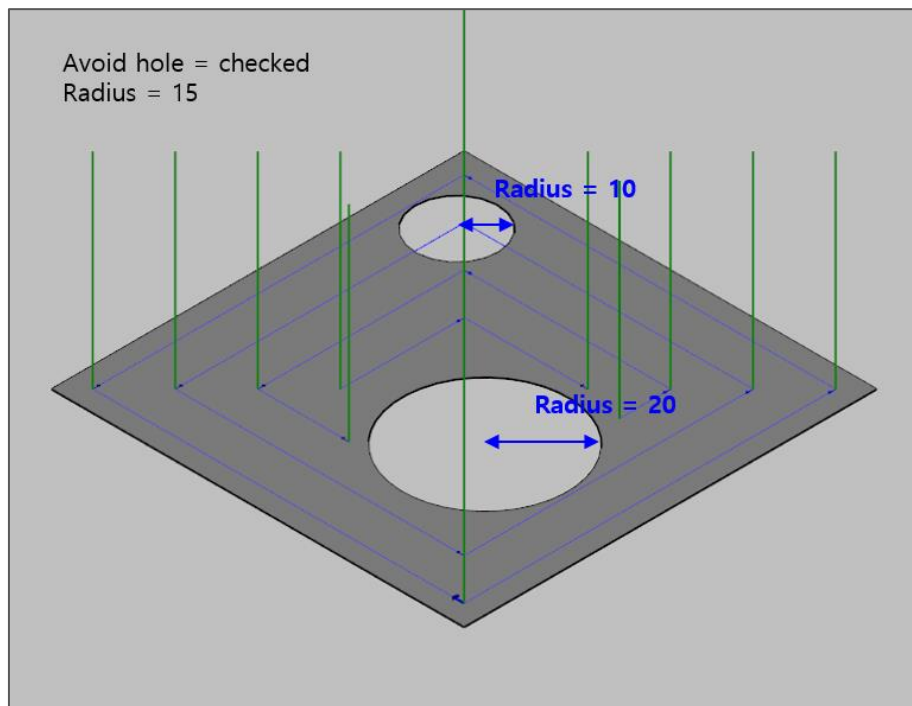 Avoid hole = checked
Radius = 15
Radius = 10
Radius = 20